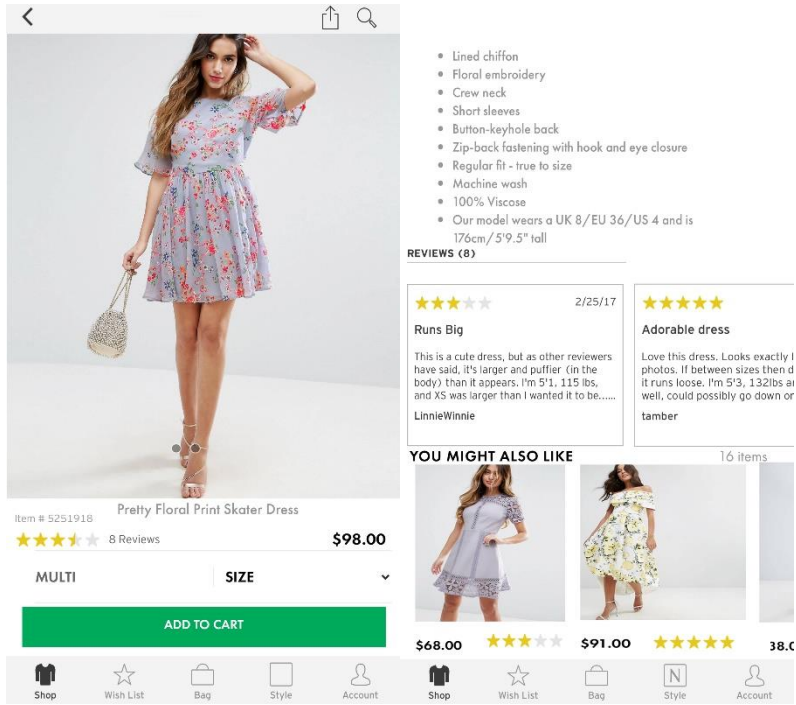 Item # 5251918
Pretty Floral Print Skater Dress
8 Reviews
$98.00
MULTI
SIZE
ADD TO CART
Shop
Wish List
Bag
Style
Account
Lined chiffon
Floral embroidery
Crew neck
Short sleeves
Button-keyhole back
Zip-back fastening with hook and eye closure
Regular fit - true to size
Machine wash
100% Viscose
Our model wears a UK 8/EU 36/US 4 and is
176cm/5'9.5" tall
REVIEWS (8)
2/25/17
Runs Big
This is a cute dress, but as other reviewers
have said, it's larger and puffier (in the
body) than it appears. I'm 5'1, 115 lbs,
and XS was larger than I wanted it to be......
LinnieWinnie
Adorable dress
Love this dress. Looks exactly l
photos. If between sizes then d
it runs loose. I'm 5'3, 132lbs a
well, could possibly go down or
tamber
YOU MIGHT ALSO LIKE
16 items
$68.00
$91.00
38.0
Shop
Wish List
Bag
N
Style
Account